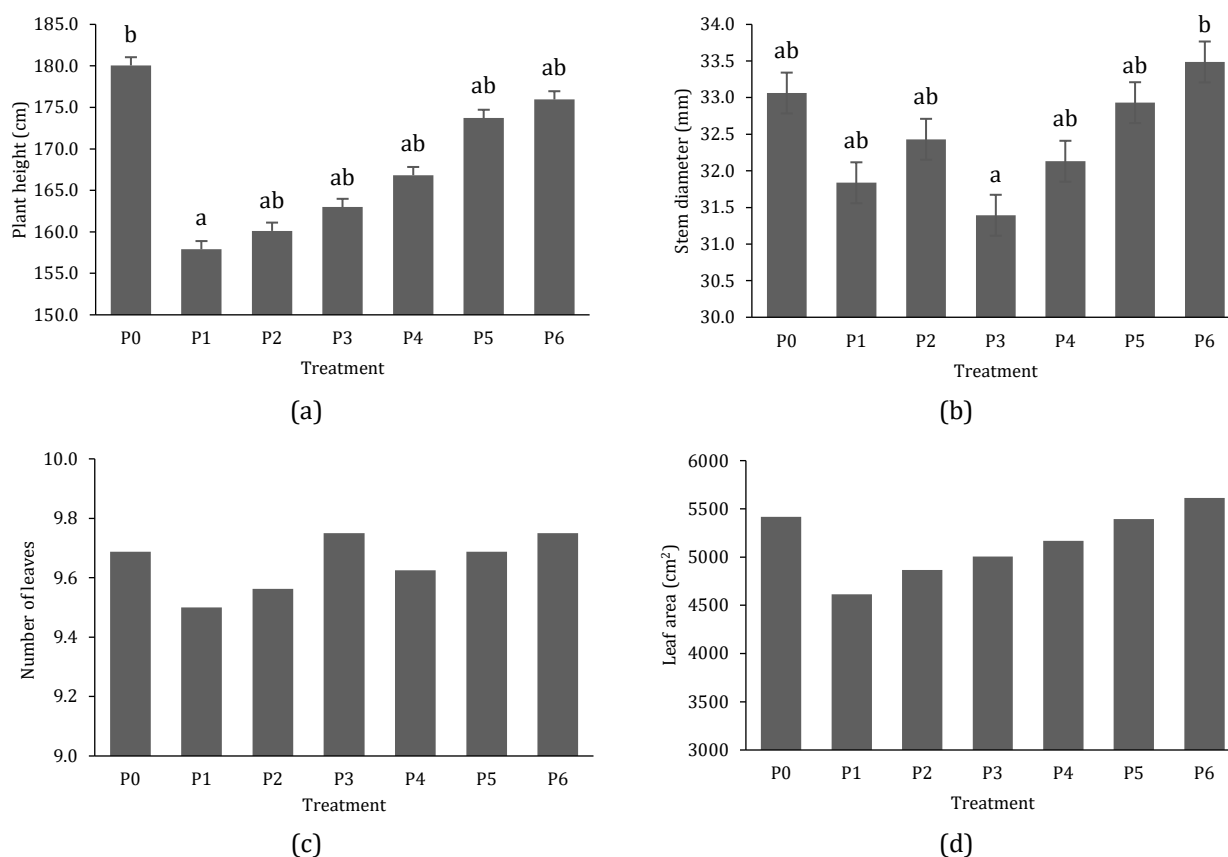 185.0
180.0
175.0
170.0
165.0
160.0
155.0
150.0
Plant height (cm)
b
a
ab
ab
ab
ab
ab
P0 P1 P2 P3 P4 P5 P6
Treatment
(a)
34.0
33.5
33.0
32.5
32.0
31.5
31.0
30.5
30.0
Stem diameter (mm)
ab
ab
ab
a
ab
ab
b
P0 P1 P2 P3 P4 P5 P6
Treatment
(b)
10.0
9.8
9.6
9.4
9.2
9.0
Number of leaves
P0 P1 P2 P3 P4 P5 P6
Treatment
(c)
6000
5500
5000
4500
4000
3500
3000
Leaf area (cm²)
P0 P1 P2 P3 P4 P5 P6
Treatment
(d)